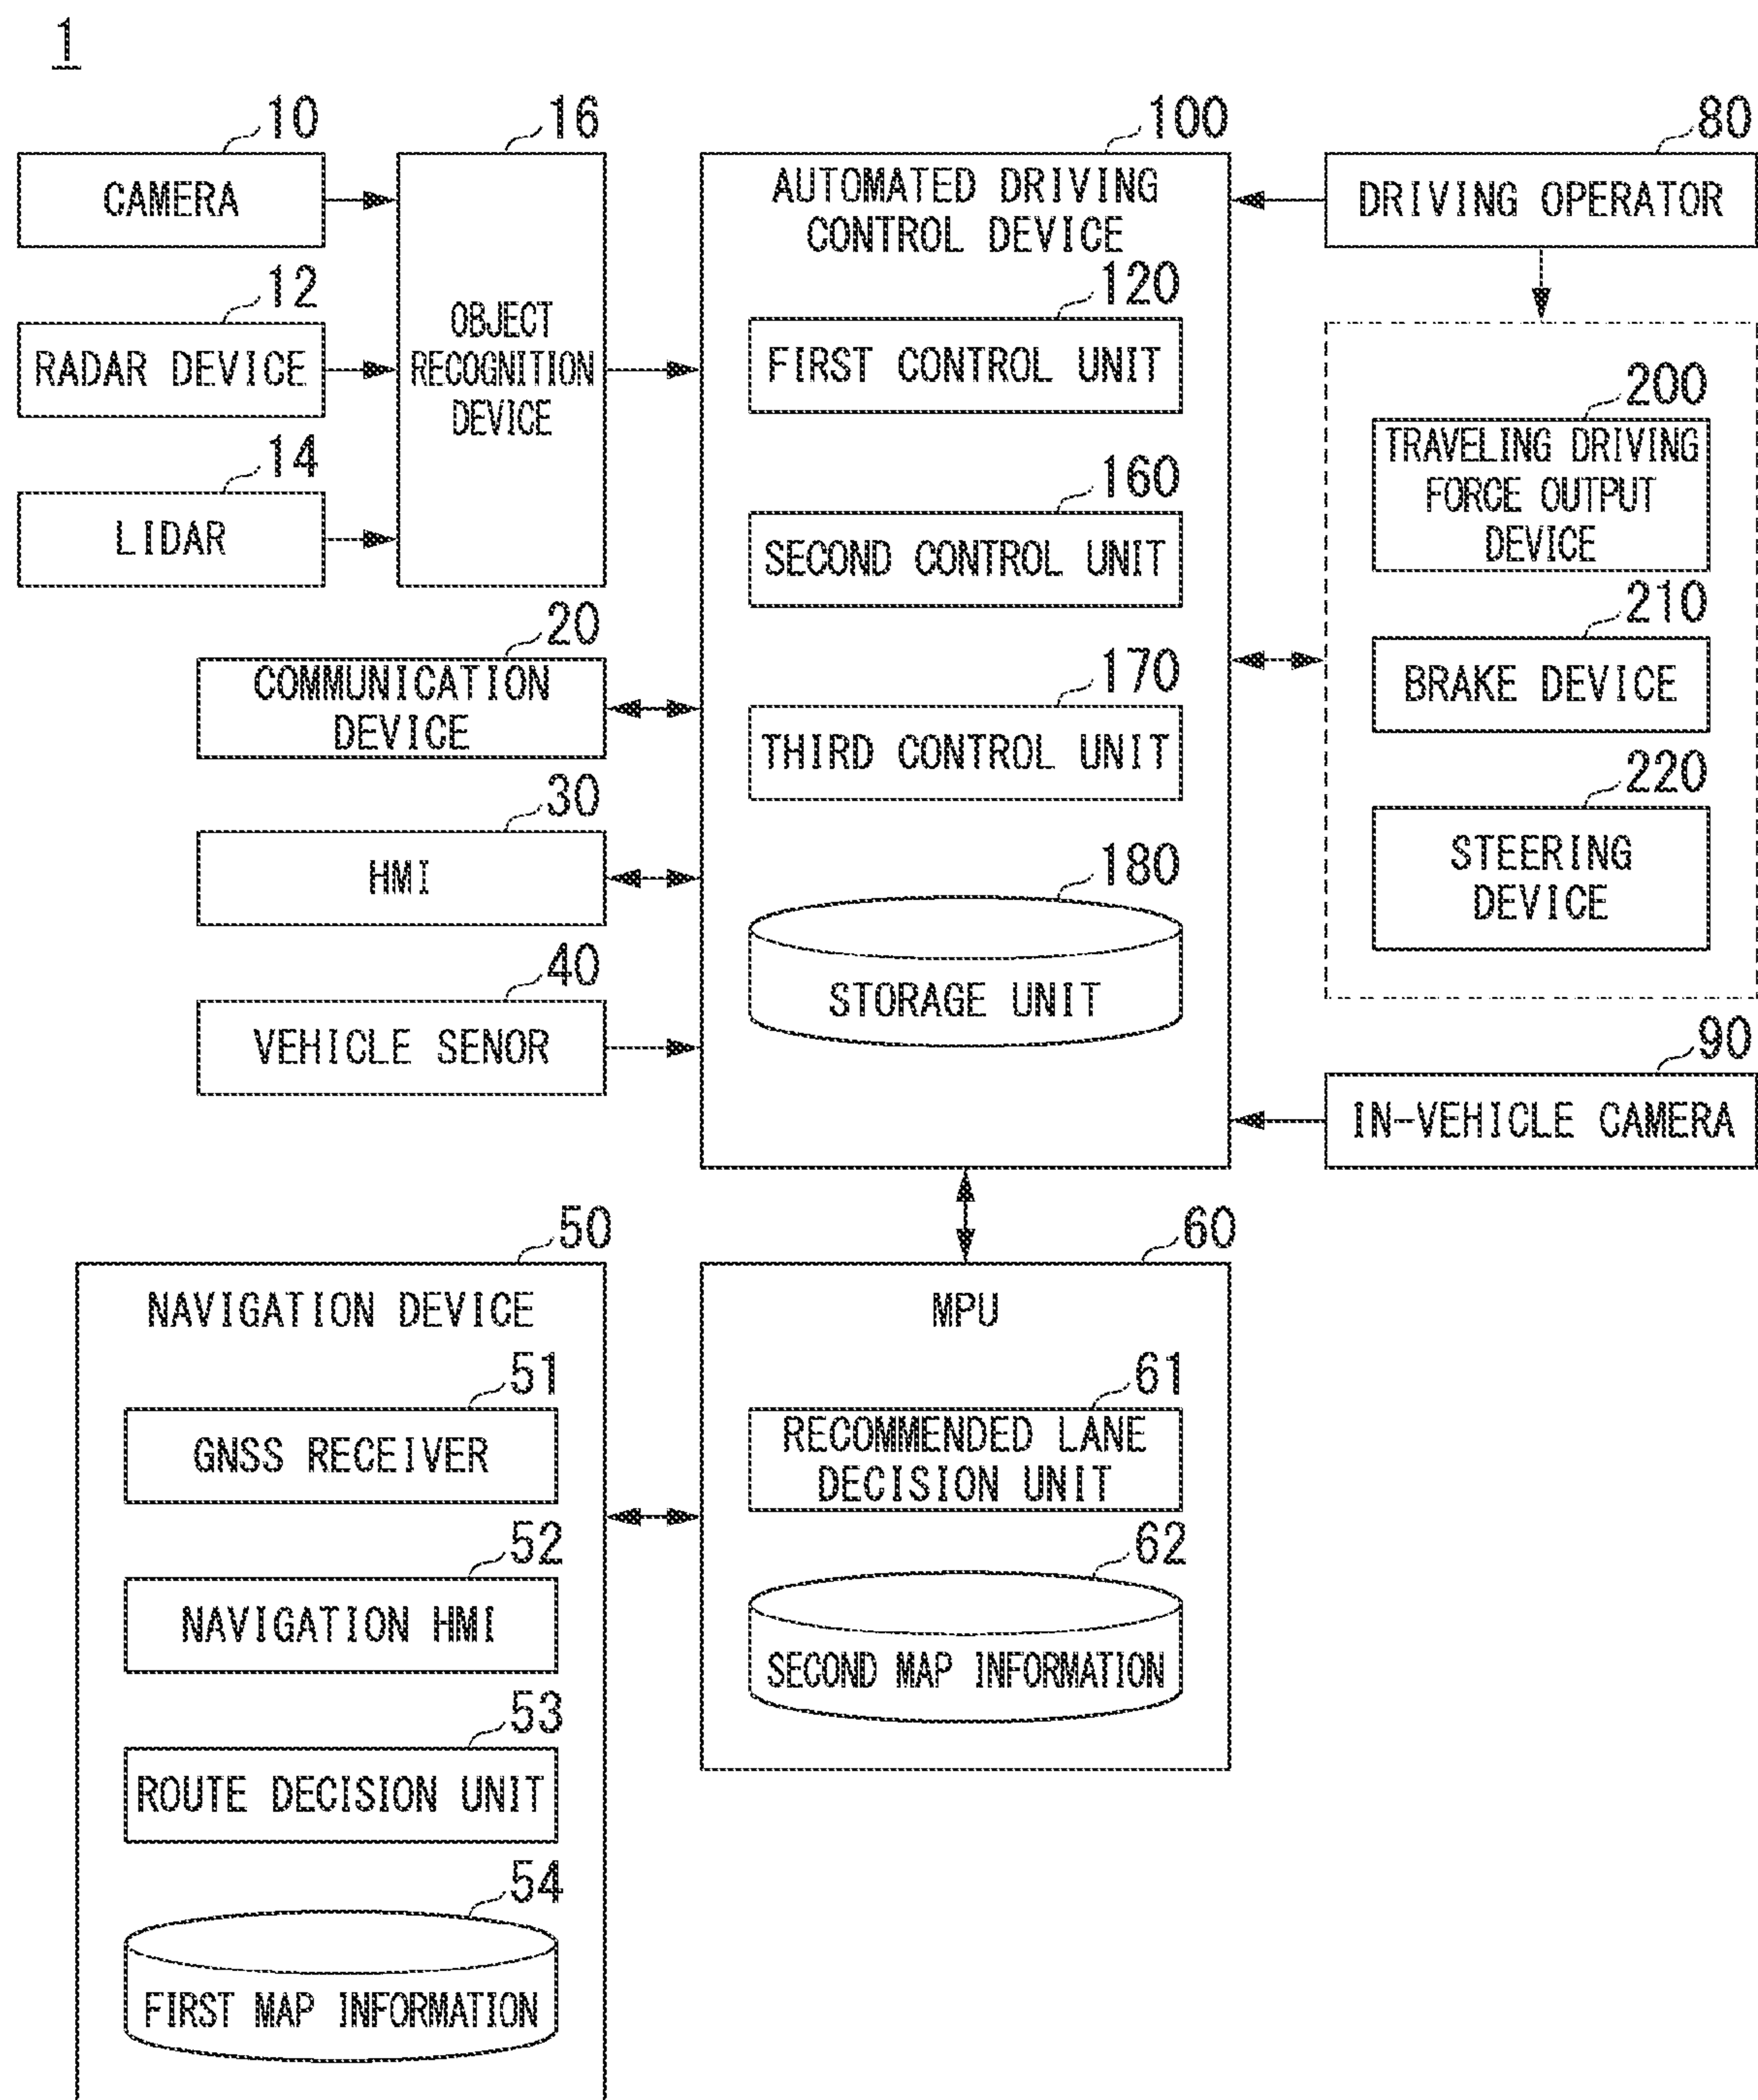 1
10
CAMERA
12
RADAR DEVICE
14
LIDAR
16
OBJECT
RECOGNITION
DEVICE
20
COMMUNICATION
DEVICE
30
HMI
40
VEHICLE SENOR
100
AUTOMATED DRIVING
CONTROL DEVICE
120
FIRST CONTROL UNIT
160
SECOND CONTROL UNIT
170
THIRD CONTROL UNIT
180
STORAGE UNIT
80
DRIVING OPERATOR
200
TRAVELING DRIVING
FORCE OUTPUT
DEVICE
210
BRAKE DEVICE
220
STEERING
DEVICE
90
IN-VEHICLE CAMERA
50
NAVIGATION DEVICE
51
GNSS RECEIVER
52
NAVIGATION HMI
53
ROUTE DECISION UNIT
54
FIRST MAP INFORMATION
60
MPU
61
RECOMMENDED LANE
DECISION UNIT
62
SECOND MAP INFORMATION